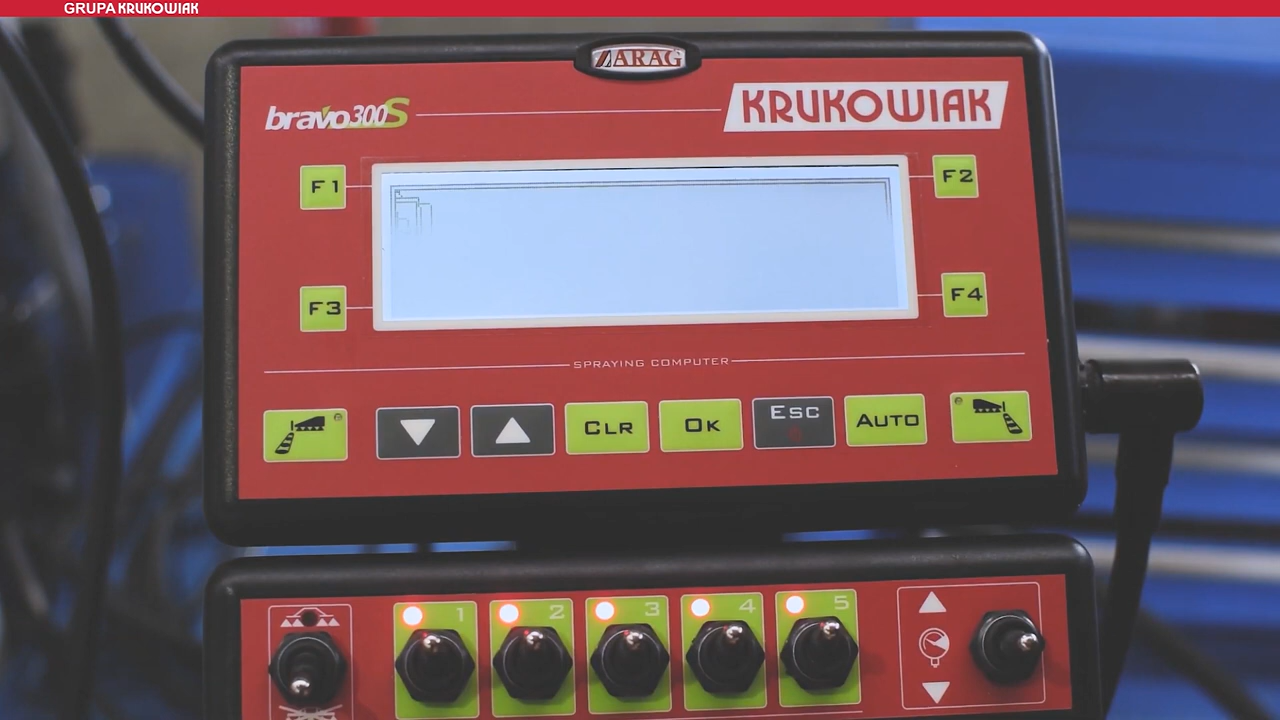 GRUPA KRUKOWIAK
ARAG
bravo300S
KRUKOWIAK
F1
F2
F3
F4
SPRAYING COMPUTER
CLR
OK
ESC
AUTO
1
2
3
4
5